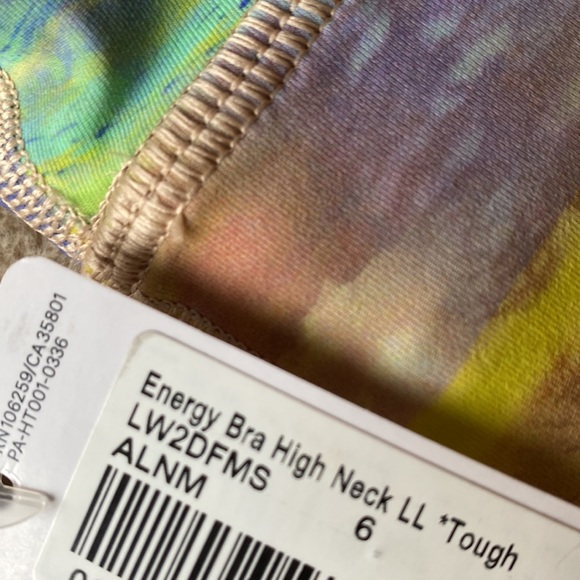 RN106259/CA35801
PA-HT001-0336
Energy Bra High Neck LL *Tough
LW2DFMS
ALNM 6